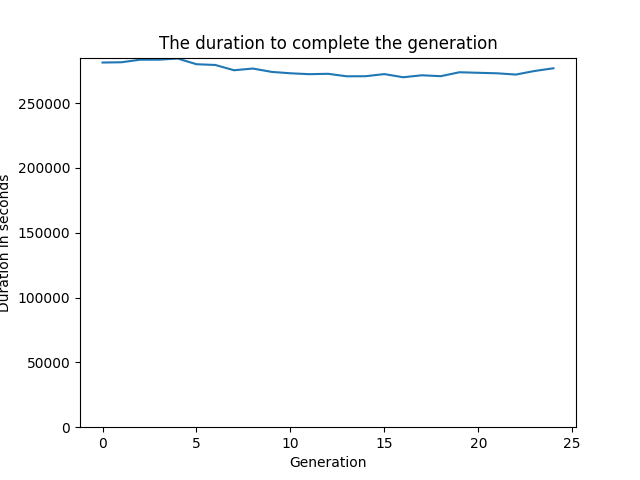 The duration to complete the generation
Duration in seconds
250000
200000
150000
100000
50000
0
0 5 10 15 20 25
Generation